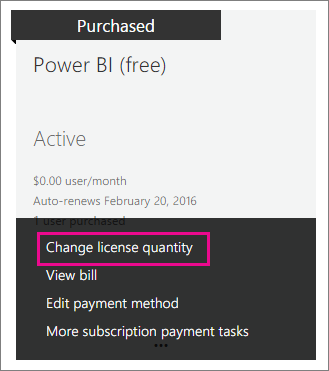 Purchased
Power BI (free)
Active
$0.00 user/month
Auto-renews February 20, 2016
1 user purchased
Change license quantity
View bill
Edit payment method
More subscription payment tasks
...